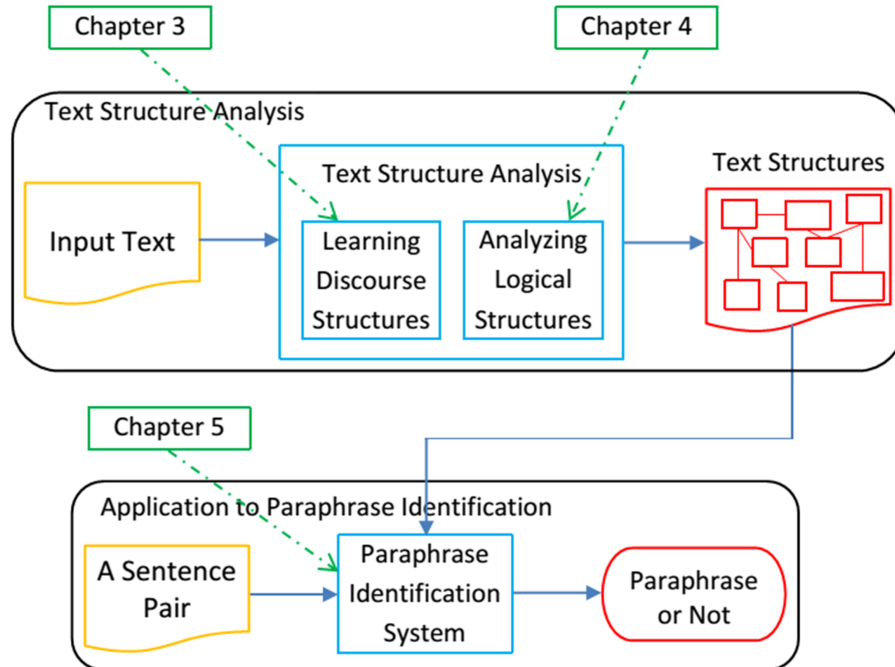 Chapter 3
Chapter 4
Text Structure Analysis
Text Structure Analysis
Text Structures
Input Text
Learning
Discourse
Structures
Analyzing
Logical
Structures
Chapter 5
Application to Paraphrase Identification
A Sentence
Pair
Paraphrase
Identification
System
Paraphrase
or Not